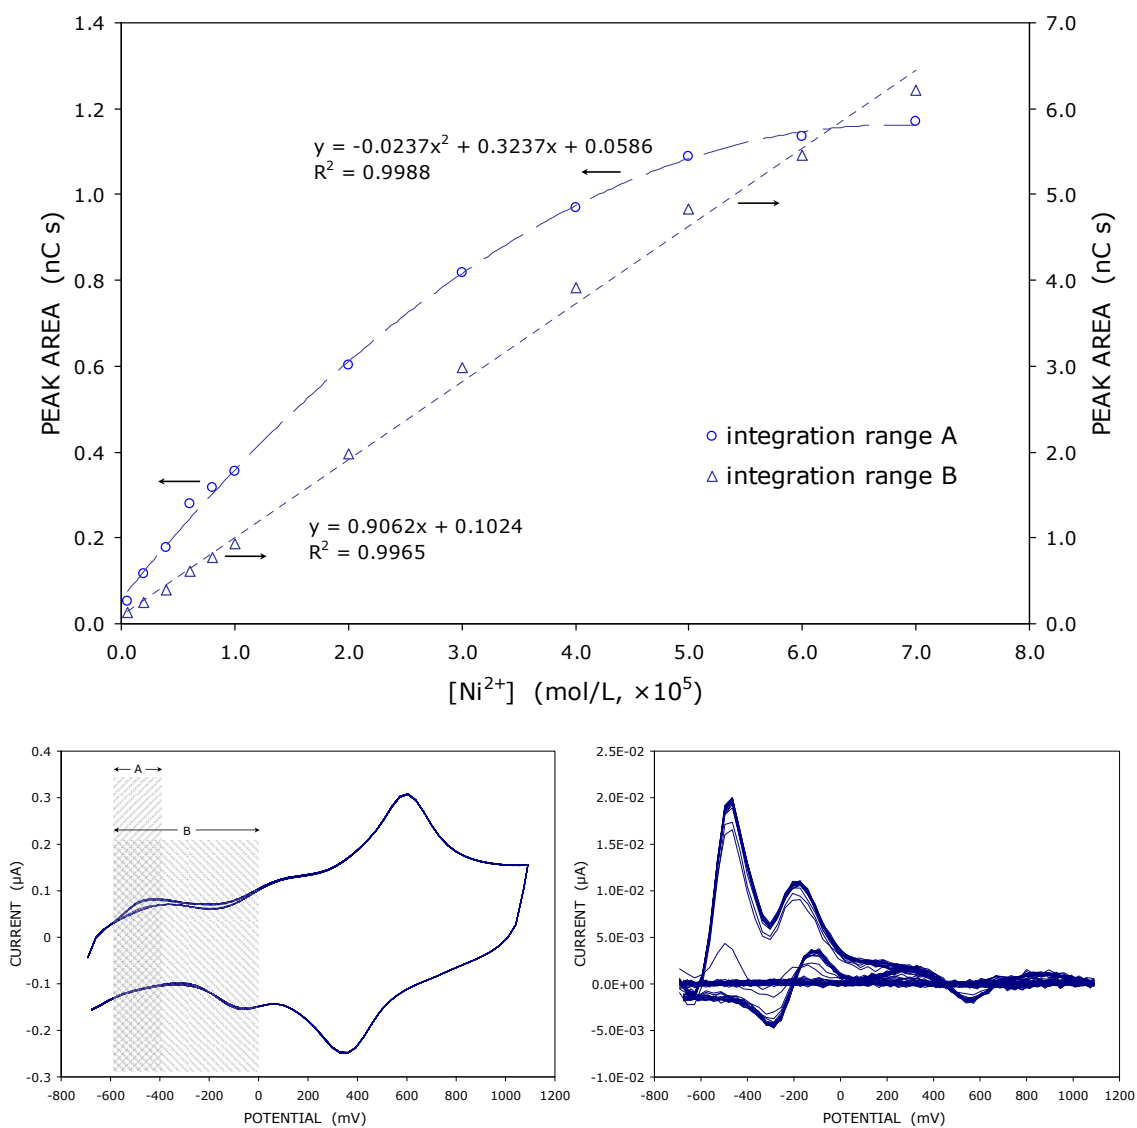 1.4
1.2
1.0
0.8
0.6
0.4
0.2
0.0
PEAK AREA (nC s)
7.0
6.0
5.0
4.0
3.0
2.0
1.0
0.0
PEAK AREA (nC s)
y = -0.0237x² + 0.3237x + 0.0586
R² = 0.9988
integration range A
integration range B
y = 0.9062x + 0.1024
R² = 0.9965
0.0 1.0 2.0 3.0 4.0 5.0 6.0 7.0 8.0
[Ni²⁺] (mol/L, ×10⁵)
0.4
0.3
0.2
0.1
0
-0.1
-0.2
-0.3
CURRENT (µA)
A
B
-800 -600 -400 -200 0 200 400 600 800 1000 1200
POTENTIAL (mV)
2.5E-02
2.0E-02
1.5E-02
1.0E-02
5.0E-03
0.0E+00
-5.0E-03
-1.0E-02
CURRENT (µA)
-800 -600 -400 -200 0 200 400 600 800 1000 1200
POTENTIAL (mV)